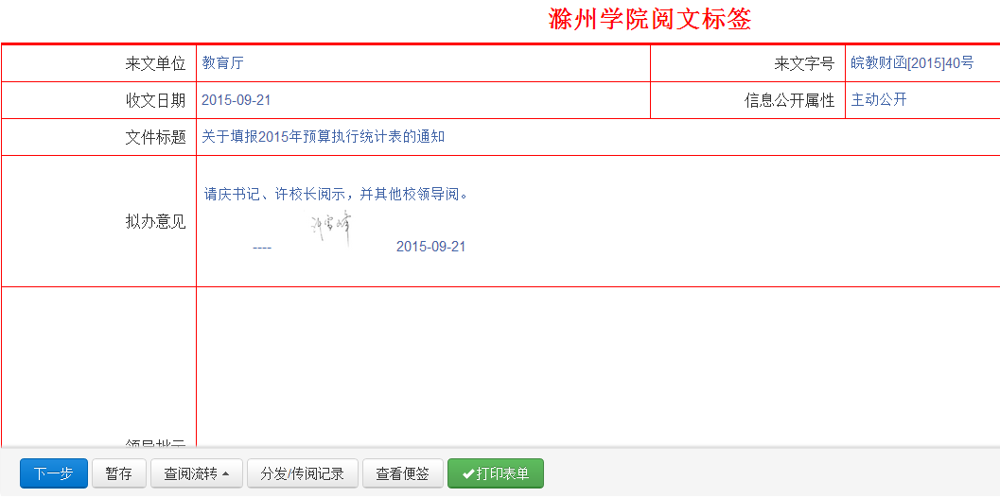 滁州学院阅文标签
来文单位 教育厅 来文字号 皖教财函[2015]40号
收文日期 2015-09-21 信息公开属性 主动公开
文件标题 关于填报2015年预算执行统计表的通知
请庆书记、许校长阅示，并其他校领导阅。
拟办意见
---- 2015-09-21
领导批示
下一步 暂存 查阅流转 分发/传阅记录 查看便签 打印表单